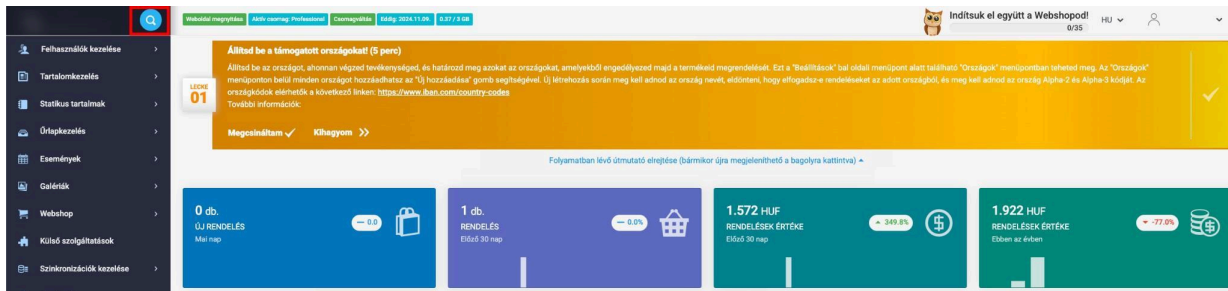 Weboldal megnyitása
Aktív csomag: Professional
Csomagváltás
Eddig: 2024.11.09.
0.37 / 3 GB
Indítsuk el együtt a Webshopod!
0/35
HU
Felhasználók kezelése
Tartalomkezelés
Statikus tartalmak
Űrlapkezelés
Események
Galériák
Webshop
Külső szolgáltatások
Szinkronizációk kezelése
LECKE
01
Állítsd be a támogatott országokat! (5 perc)
Állítsd be az országot, ahonnan végzed tevékenységed, és határozd meg azokat az országokat, amelyekből engedélyezed majd a termékeid megrendelését. Ezt a "Beállítások" bal oldali menüpont alatt található "Országok" menüpontban teheted meg. Az "Országok"
menüponton belül minden országot hozzáadhatsz az "Új hozzáadása" gomb segítségével. Új létrehozás során meg kell adnod az ország nevét, eldönteni, hogy elfogadsz-e rendeléseket az adott országból, és meg kell adnod az ország Alpha-2 és Alpha-3 kódját. Az
országkódok elérhetők a következő linken: https://www.iban.com/country-codes
További információk:
Megcsináltam
Kihagyom
Folyamatban lévő útmutató elrejtése (bármikor újra megjeleníthető a bagolyra kattintva)
0 db.
ÚJ RENDELÉS
Mai nap
0.0
1 db.
RENDELÉS
Előző 30 nap
0.0%
1.572 HUF
RENDELÉSEK ÉRTÉKE
Előző 30 nap
349.8%
1.922 HUF
RENDELÉSEK ÉRTÉKE
Ebben az évben
-77.0%